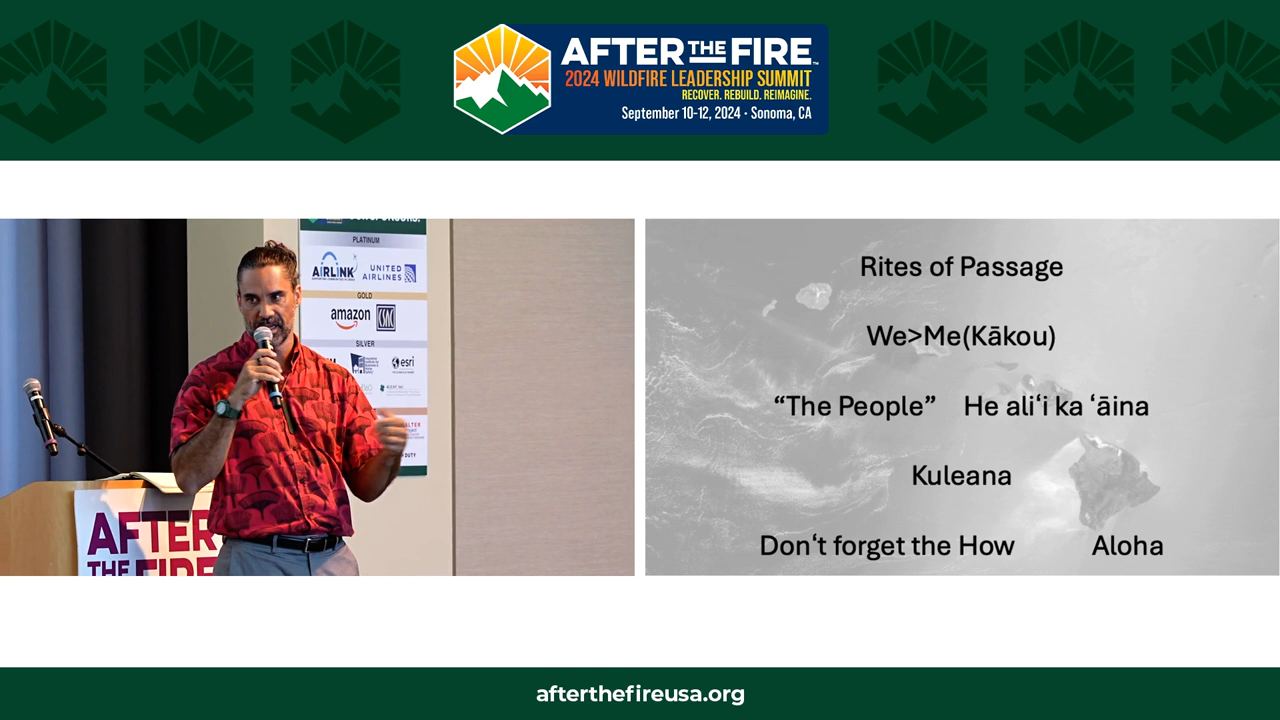 AFTER THE FIRE™
2024 WILDFIRE LEADERSHIP SUMMIT
RECOVER. REBUILD. REIMAGINE.
September 10-12, 2024 · Sonoma, CA
PLATINUM
AIRLINK
UNITED AIRLINES
GOLD
amazon
CSAC
SILVER
esri
AFTER
THE FIRE
Rites of Passage
We>Me(Kākou)
“The People” He aliʻi ka ʻāina
Kuleana
Donʻt forget the How Aloha
afterthefireusa.org